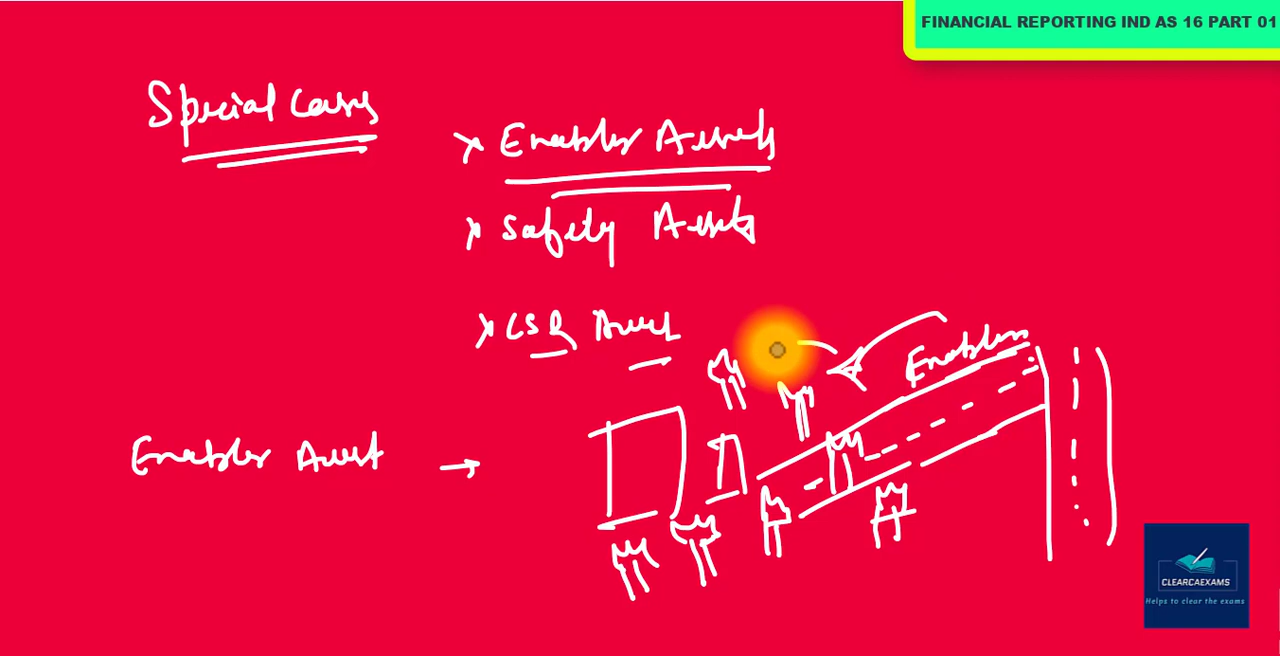 FINANCIAL REPORTING IND AS 16 PART 01
Special Cases
x Enabler Assets
x Safety Assets
x CSR Asset
Enabler
Enabler Asset →
CLEARCAEXAMS
Helps to clear the exams